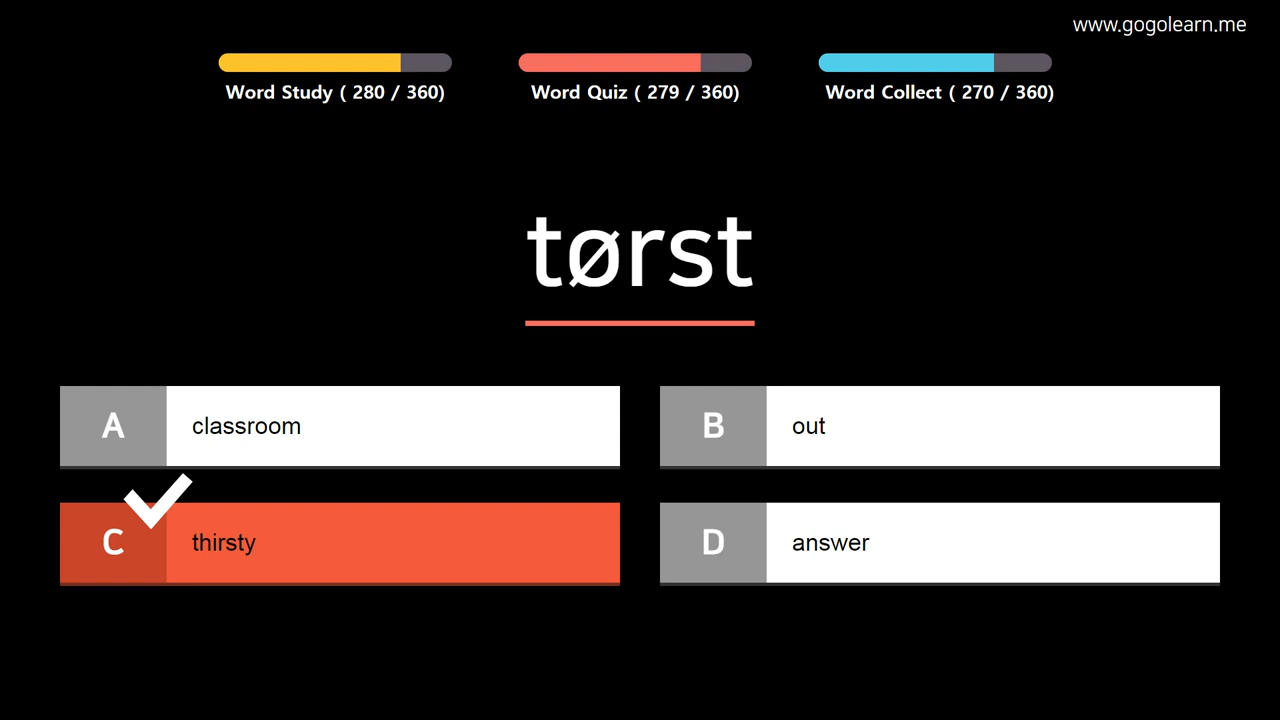 www.gogolearn.me
Word Study ( 280 / 360)
Word Quiz ( 279 / 360)
Word Collect ( 270 / 360)
tørst
A classroom
B out
C thirsty
D answer